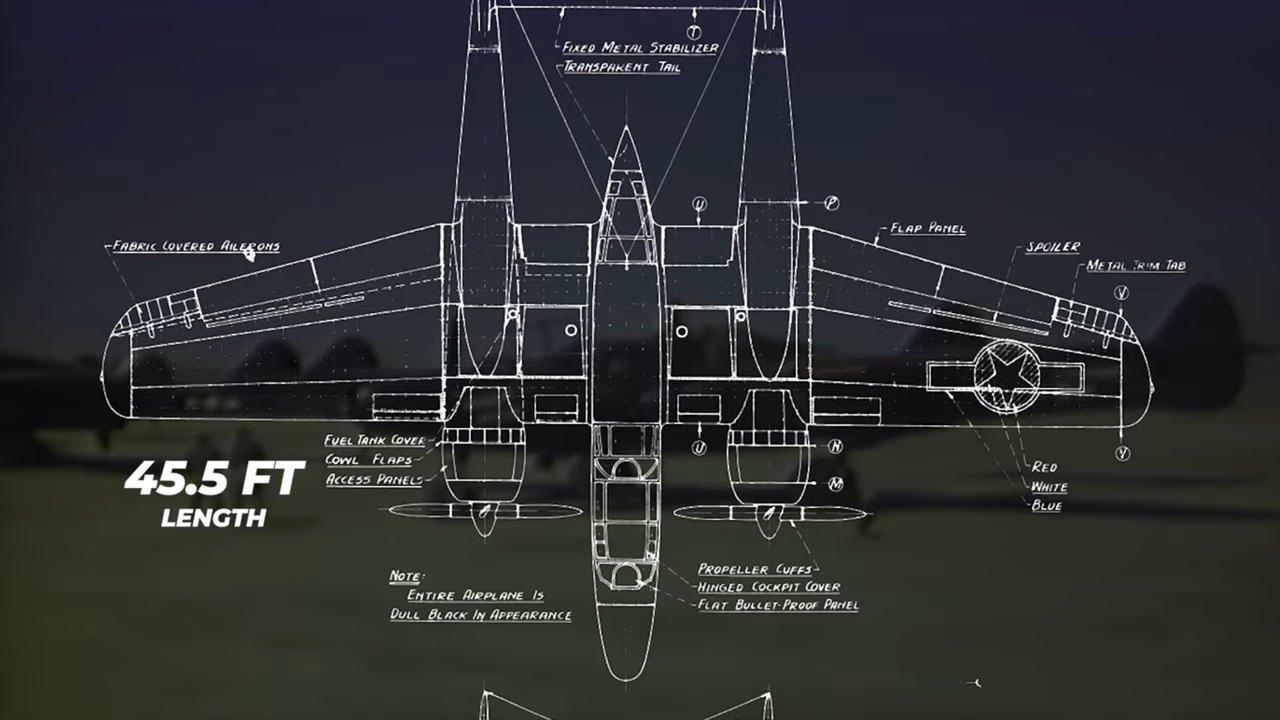 T
FIXED METAL STABILIZER
TRANSPARENT TAIL
U
P
FLAP PANEL
FABRIC COVERED AILERONS
SPOILER
METAL TRIM TAB
V
FUEL TANK COVER
COWL FLAPS
ACCESS PANELS
U
N
M
V
RED
WHITE
BLUE
45.5 FT
LENGTH
PROPELLER CUFFS
HINGED COCKPIT COVER
FLAT BULLET-PROOF PANEL
NOTE:
ENTIRE AIRPLANE IS
DULL BLACK IN APPEARANCE